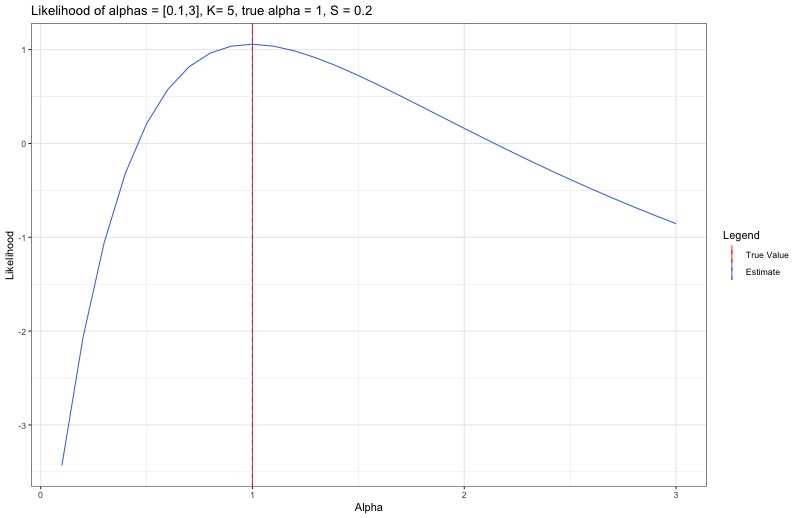 Likelihood of alphas = [0.1,3], K= 5, true alpha = 1, S = 0.2
1
0
-1
-2
-3
Likelihood
0
1
2
3
Alpha
Legend
True Value
Estimate